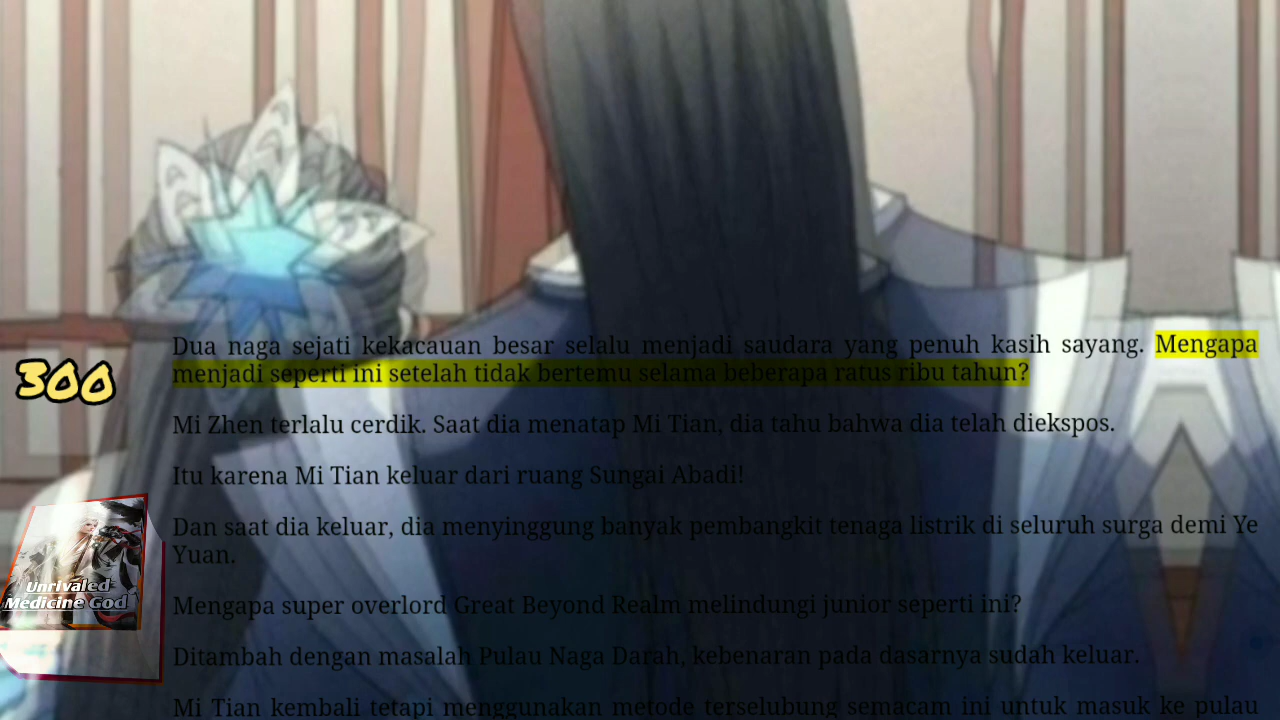 Dua naga sejati kekacauan besar selalu menjadi saudara yang penuh kasih sayang. Mengapa
menjadi seperti ini setelah tidak bertemu selama beberapa ratus ribu tahun?
300
Mi Zhen terlalu cerdik. Saat dia menatap Mi Tian, dia tahu bahwa dia telah diekspos.
Itu karena Mi Tian keluar dari ruang Sungai Abadi!
Dan saat dia keluar, dia menyinggung banyak pembangkit tenaga listrik di seluruh surga demi Ye
Yuan.
Unrivaled
Medicine God
Mengapa super overlord Great Beyond Realm melindungi junior seperti ini?
Ditambah dengan masalah Pulau Naga Darah, kebenaran pada dasarnya sudah keluar.
Mi Tian kembali tetapi menggunakan metode terselubung semacam ini untuk masuk ke pulau